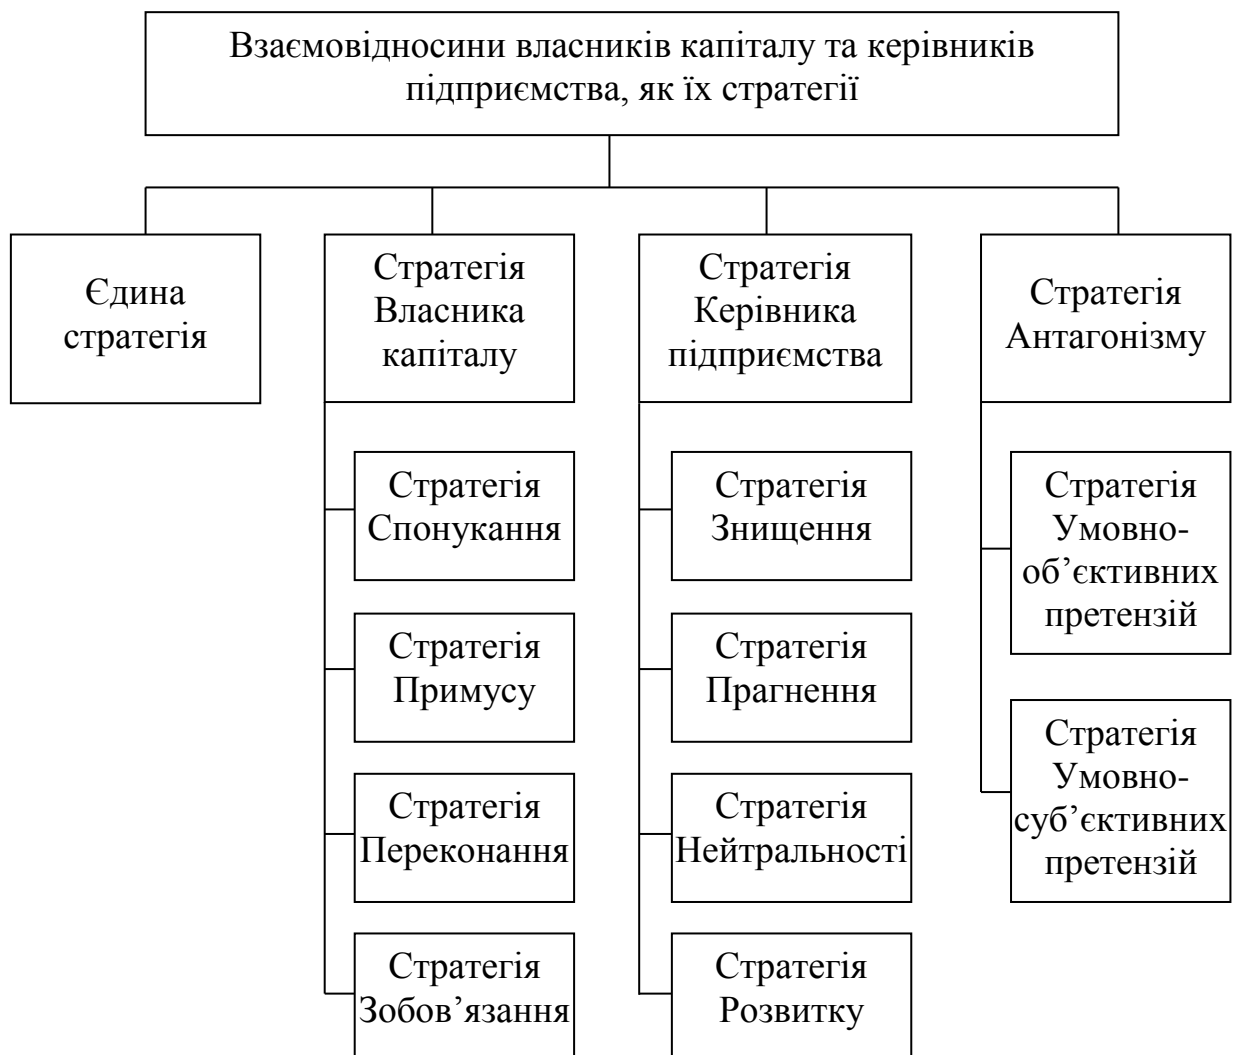 Взаємовідносини власників капіталу та керівників
підприємства, як їх стратегії
Єдина
стратегія
Стратегія
Власника
капіталу
Стратегія
Керівника
підприємства
Стратегія
Антагонізму
Стратегія
Спонукання
Стратегія
Примусу
Стратегія
Переконання
Стратегія
Зобов’язання
Стратегія
Знищення
Стратегія
Прагнення
Стратегія
Нейтральності
Стратегія
Розвитку
Стратегія
Умовно-
об’єктивних
претензій
Стратегія
Умовно-
суб’єктивних
претензій